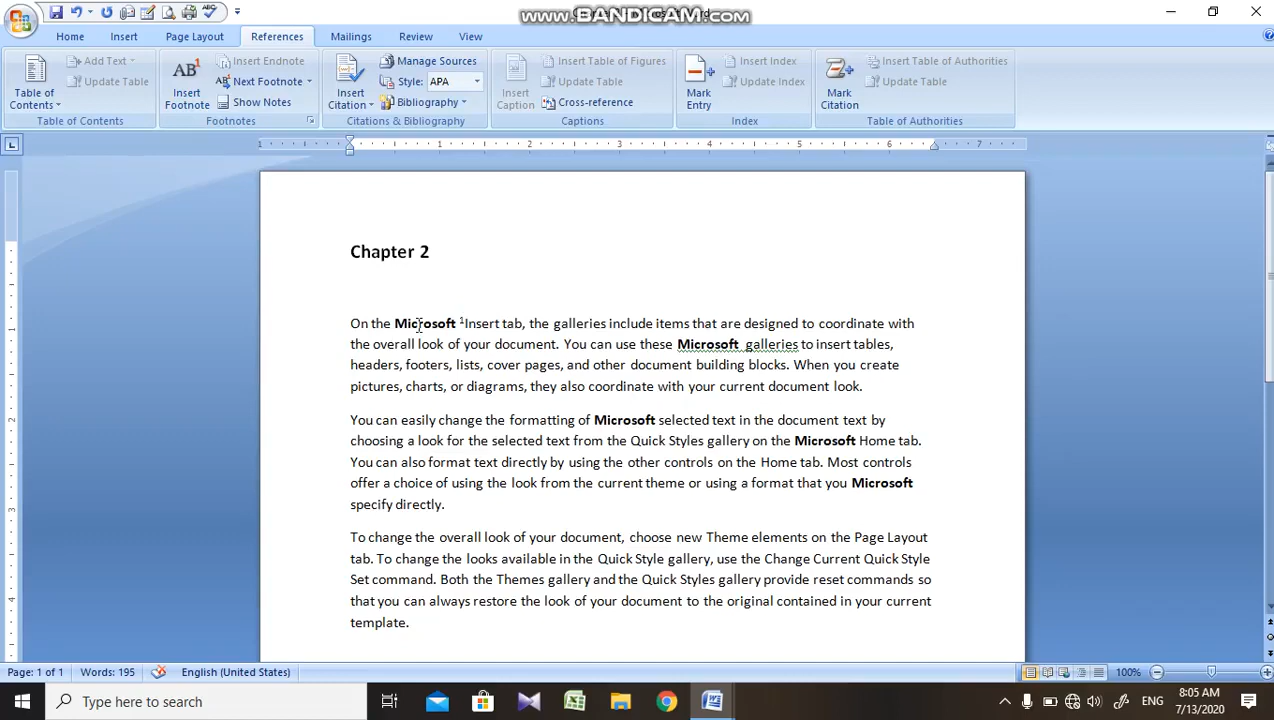 www.BANDICAM.com
Home Insert Page Layout References Mailings Review View
Table of Contents
Add Text
Update Table
Table of Contents
AB¹ Insert Footnote
Insert Endnote
AB Next Footnote
Show Notes
Footnotes
Insert Citation
Manage Sources
Style: APA
Bibliography
Citations & Bibliography
Insert Caption
Insert Table of Figures
Update Table
Cross-reference
Captions
Mark Entry
Insert Index
Update Index
Index
Mark Citation
Insert Table of Authorities
Update Table
Table of Authorities
1 1 2 3 4 5 6 7
Chapter 2
On the Microsoft ¹Insert tab, the galleries include items that are designed to coordinate with
the overall look of your document. You can use these Microsoft galleries to insert tables,
headers, footers, lists, cover pages, and other document building blocks. When you create
pictures, charts, or diagrams, they also coordinate with your current document look.
You can easily change the formatting of Microsoft selected text in the document text by
choosing a look for the selected text from the Quick Styles gallery on the Microsoft Home tab.
You can also format text directly by using the other controls on the Home tab. Most controls
offer a choice of using the look from the current theme or using a format that you Microsoft
specify directly.
To change the overall look of your document, choose new Theme elements on the Page Layout
tab. To change the looks available in the Quick Style gallery, use the Change Current Quick Style
Set command. Both the Themes gallery and the Quick Styles gallery provide reset commands so
that you can always restore the look of your document to the original contained in your current
template.
Page: 1 of 1 Words: 195 English (United States) 100%
Type here to search
ENG
8:05 AM
7/13/2020